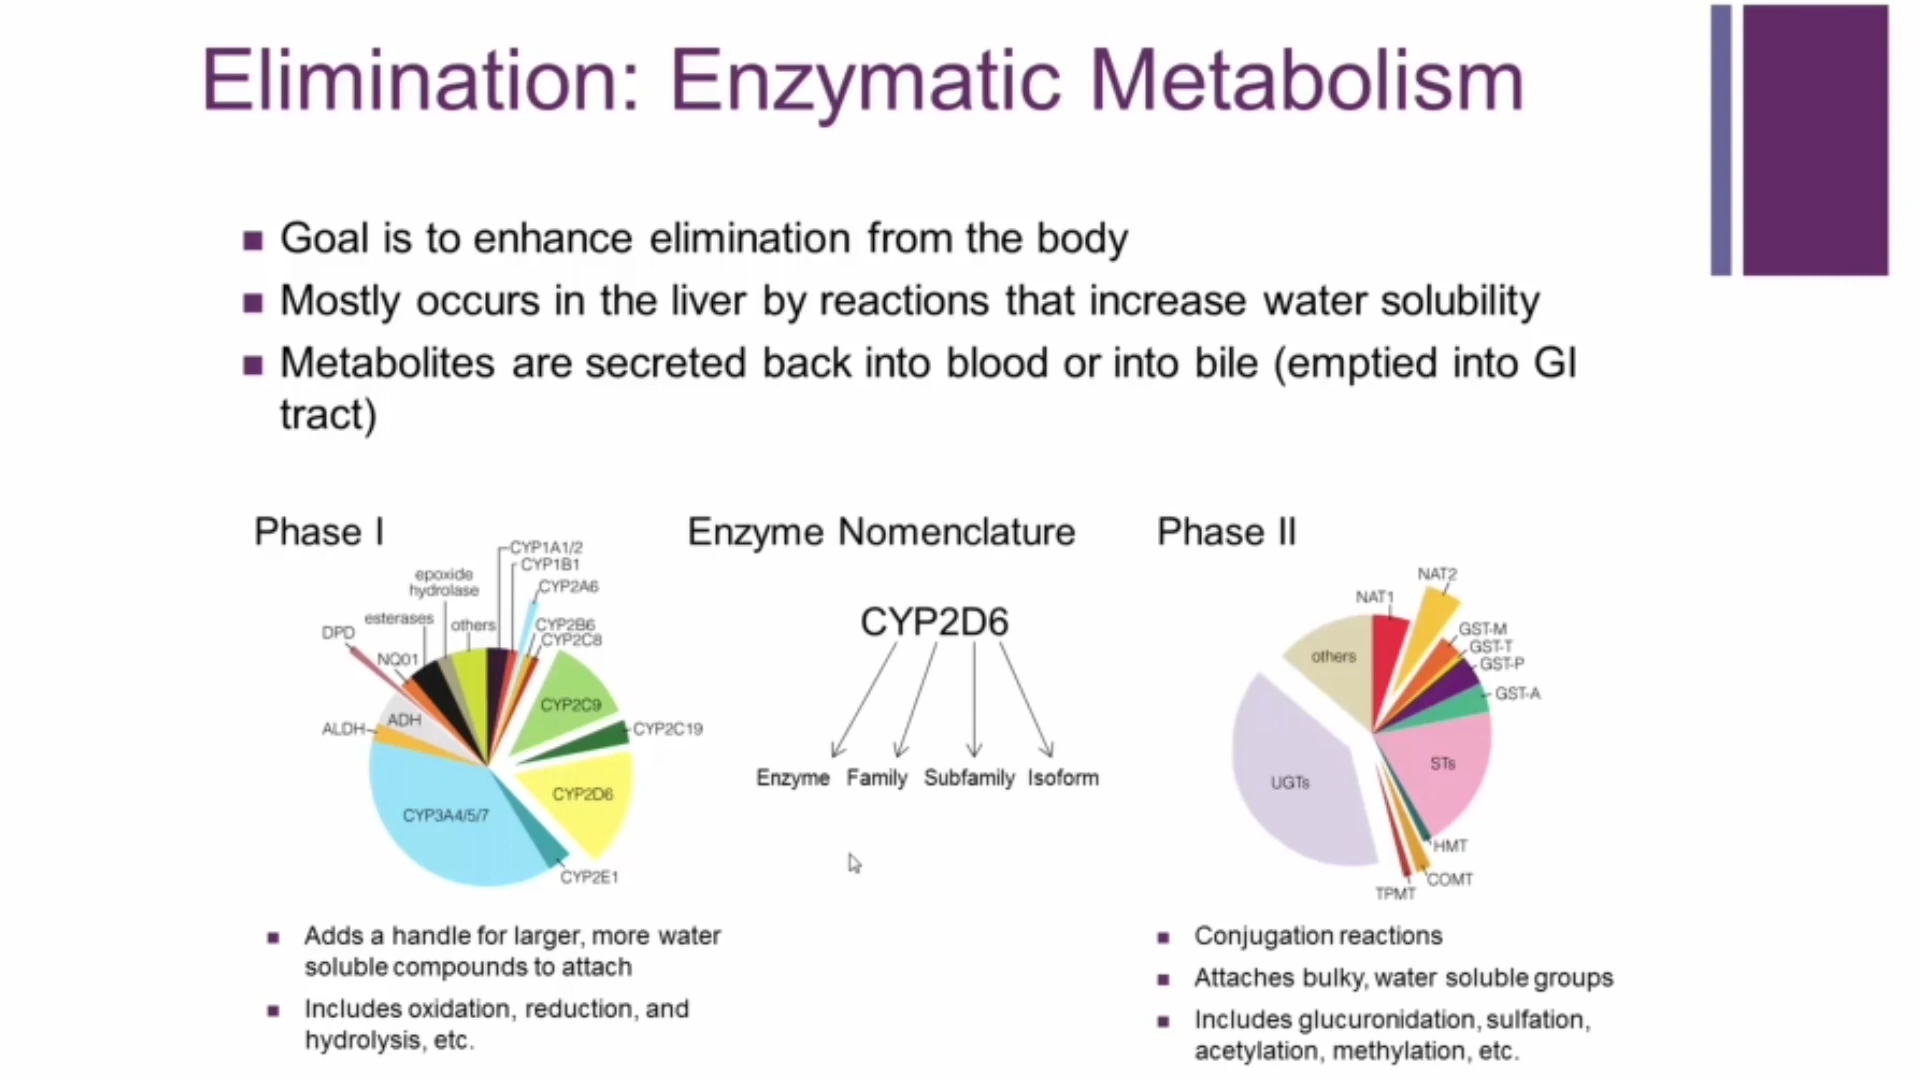 Elimination: Enzymatic Metabolism
Goal is to enhance elimination from the body
Mostly occurs in the liver by reactions that increase water solubility
Metabolites are secreted back into blood or into bile (emptied into GI
tract)
Phase I
CYP1A1/2
CYP1B1
epoxide
hydrolase
CYP2A6
esterases
others
CYP2B6
DPD
CYP2C8
NQ01
CYP2C9
ADH
ALDH
CYP2C19
CYP2D6
CYP3A4/5/7
CYP2E1
Adds a handle for larger, more water
soluble compounds to attach
Includes oxidation, reduction, and
hydrolysis, etc.
Enzyme Nomenclature
CYP2D6
Enzyme Family Subfamily Isoform
Phase II
NAT2
NAT1
GST-M
GST-T
others
GST-P
GST-A
STs
UGTs
HMT
COMT
TPMT
Conjugation reactions
Attaches bulky, water soluble groups
Includes glucuronidation, sulfation,
acetylation, methylation, etc.